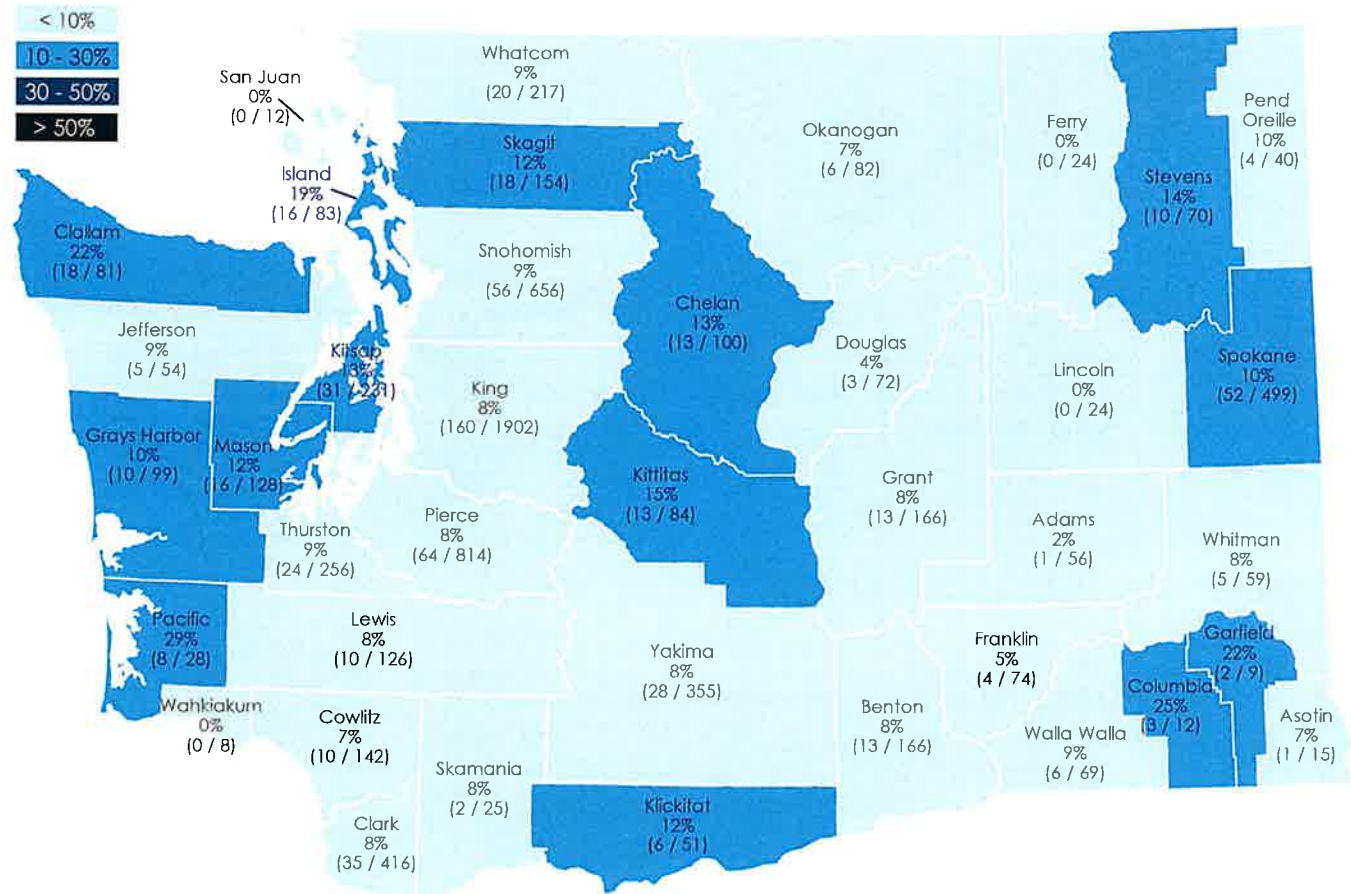 < 10%
10 - 30%
30 - 50%
> 50%
San Juan
0%
(0 / 12)
Whatcom
9%
(20 / 217)
Skagit
12%
(18 / 154)
Okanogan
7%
(6 / 82)
Ferry
0%
(0 / 24)
Stevens
14%
(10 / 70)
Pend
Oreille
10%
(4 / 40)
Island
19%
(16 / 83)
Clallam
22%
(18 / 81)
Snohomish
9%
(56 / 656)
Chelan
13%
(13 / 100)
Jefferson
9%
(5 / 54)
Kitsap
13%
(31 / 231)
Douglas
4%
(3 / 72)
Lincoln
0%
(0 / 24)
Spokane
10%
(52 / 499)
King
8%
(160 / 1902)
Grays Harbor
10%
(10 / 99)
Mason
12%
(16 / 128)
Kittitas
15%
(13 / 84)
Grant
8%
(13 / 166)
Adams
2%
(1 / 56)
Whitman
8%
(5 / 59)
Thurston
9%
(24 / 256)
Pierce
8%
(64 / 814)
Pacific
29%
(8 / 28)
Lewis
8%
(10 / 126)
Yakima
8%
(28 / 355)
Franklin
5%
(4 / 74)
Garfield
22%
(2 / 9)
Columbia
25%
(3 / 12)
Wahkiakum
0%
(0 / 8)
Cowlitz
7%
(10 / 142)
Benton
8%
(13 / 166)
Walla Walla
9%
(6 / 69)
Asotin
7%
(1 / 15)
Skamania
8%
(2 / 25)
Clark
8%
(35 / 416)
Klickitat
12%
(6 / 51)